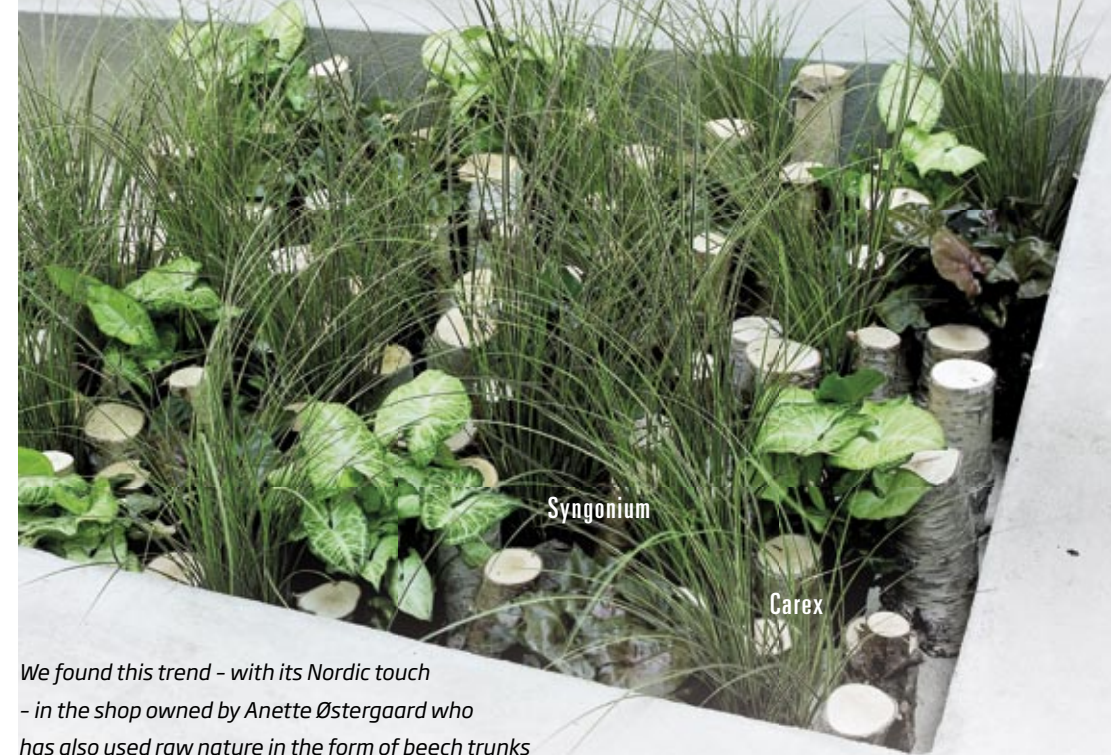 Syngonium
Carex
We found this trend – with its Nordic touch
– in the shop owned by Anette Østergaard who
has also used raw nature in the form of beech trunks